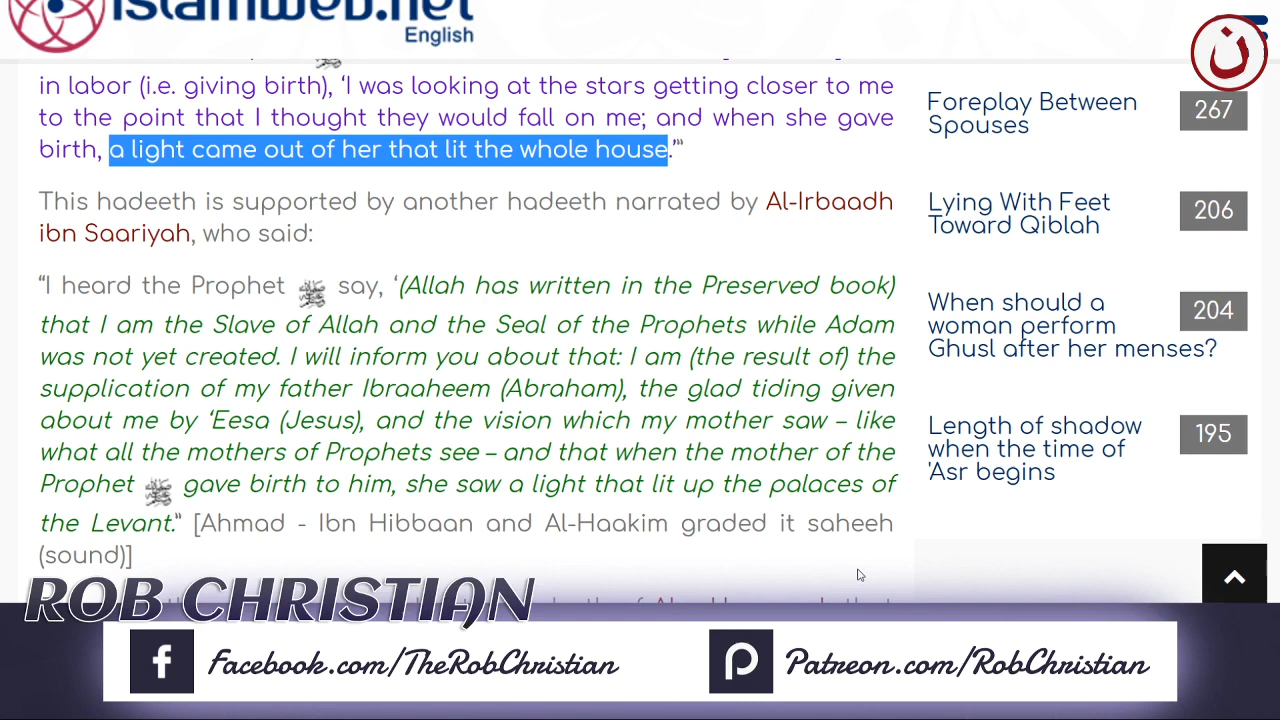 islamweb.net
English
in labor (i.e. giving birth), ‘I was looking at the stars getting closer to me
to the point that I thought they would fall on me; and when she gave
birth, a light came out of her that lit the whole house.’”
This hadeeth is supported by another hadeeth narrated by Al-Irbaadh
ibn Saariyah, who said:
“I heard the Prophet ﷺ say, ‘(Allah has written in the Preserved book)
that I am the Slave of Allah and the Seal of the Prophets while Adam
was not yet created. I will inform you about that: I am (the result of) the
supplication of my father Ibraaheem (Abraham), the glad tiding given
about me by ‘Eesa (Jesus), and the vision which my mother saw – like
what all the mothers of Prophets see – and that when the mother of the
Prophet ﷺ gave birth to him, she saw a light that lit up the palaces of
the Levant.” [Ahmad - Ibn Hibbaan and Al-Haakim graded it saheeh
(sound)]
ن
Foreplay Between
Spouses
267
Lying With Feet
Toward Qiblah
206
When should a
woman perform
Ghusl after her menses?
204
Length of shadow
when the time of
'Asr begins
195
ROB CHRISTIAN
Facebook.com/TheRobChristian
Patreon.com/RobChristian